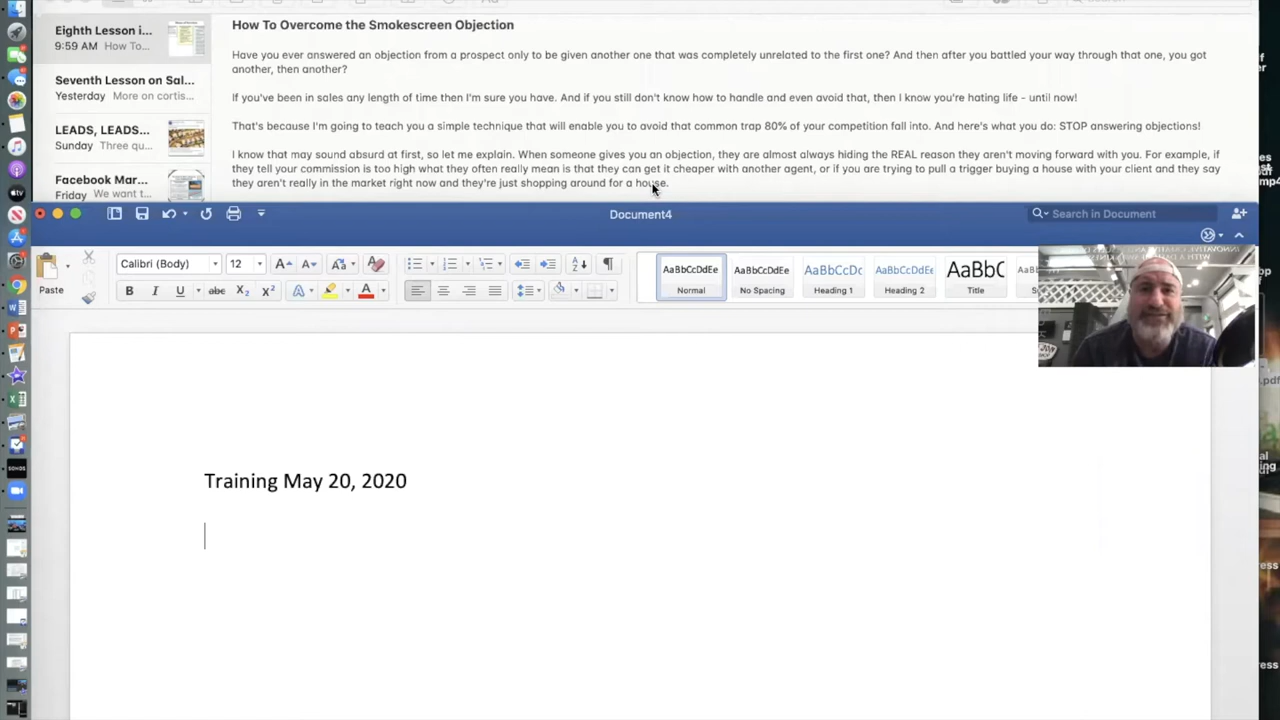 How To Overcome the Smokescreen Objection
Eighth Lesson i...
9:59 AM How To...
Seventh Lesson on Sal...
Yesterday More on cortis...
LEADS, LEADS...
Sunday Three qu...
Facebook Mar...
Friday We want t...
Have you ever answered an objection from a prospect only to be given another one that was completely unrelated to the first one? And then after you battled your way through that one, you got
another, then another?
If you've been in sales any length of time then I'm sure you have. And if you still don't know how to handle and even avoid that, then I know you're hating life - until now!
That's because I'm going to teach you a simple technique that will enable you to avoid that common trap 80% of your competition fall into. And here's what you do: STOP answering objections!
I know that may sound absurd at first, so let me explain. When someone gives you an objection, they are almost always hiding the REAL reason they aren't moving forward with you. For example, if
they tell your commission is too high what they often really mean is that they can get it cheaper with another agent, or if you are trying to pull a trigger buying a house with your client and they say
they aren't really in the market right now and they're just shopping around for a house.
Document4
Search in Document
Paste
Calibri (Body)
12
AaBbCcDdEe
Normal
AaBbCcDdEe
No Spacing
AaBbCcDc
Heading 1
AaBbCcDdEe
Heading 2
AaBbC
Title
Training May 20, 2020
.pdf
ress